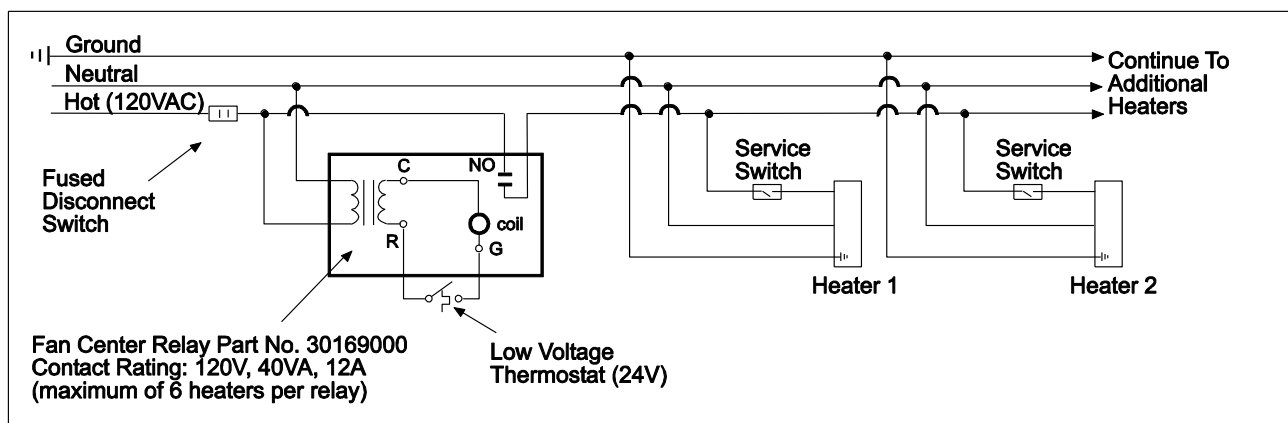 Ground
Neutral
Hot (120VAC)
Continue To
Additional
Heaters
Fused
Disconnect
Switch
C
NO
R
coil
G
Service
Switch
Service
Switch
Heater 1
Heater 2
Fan Center Relay Part No. 30169000
Contact Rating: 120V, 40VA, 12A
(maximum of 6 heaters per relay)
Low Voltage
Thermostat (24V)